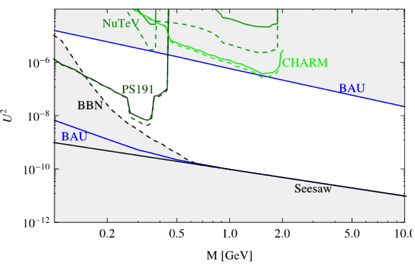 NuTeV
CHARM
PS191
BAU
BBN
BAU
Seesaw
U²
10⁻⁶
10⁻⁸
10⁻¹⁰
10⁻¹²
0.2
0.5
1.0
2.0
5.0
10.0
M [GeV]